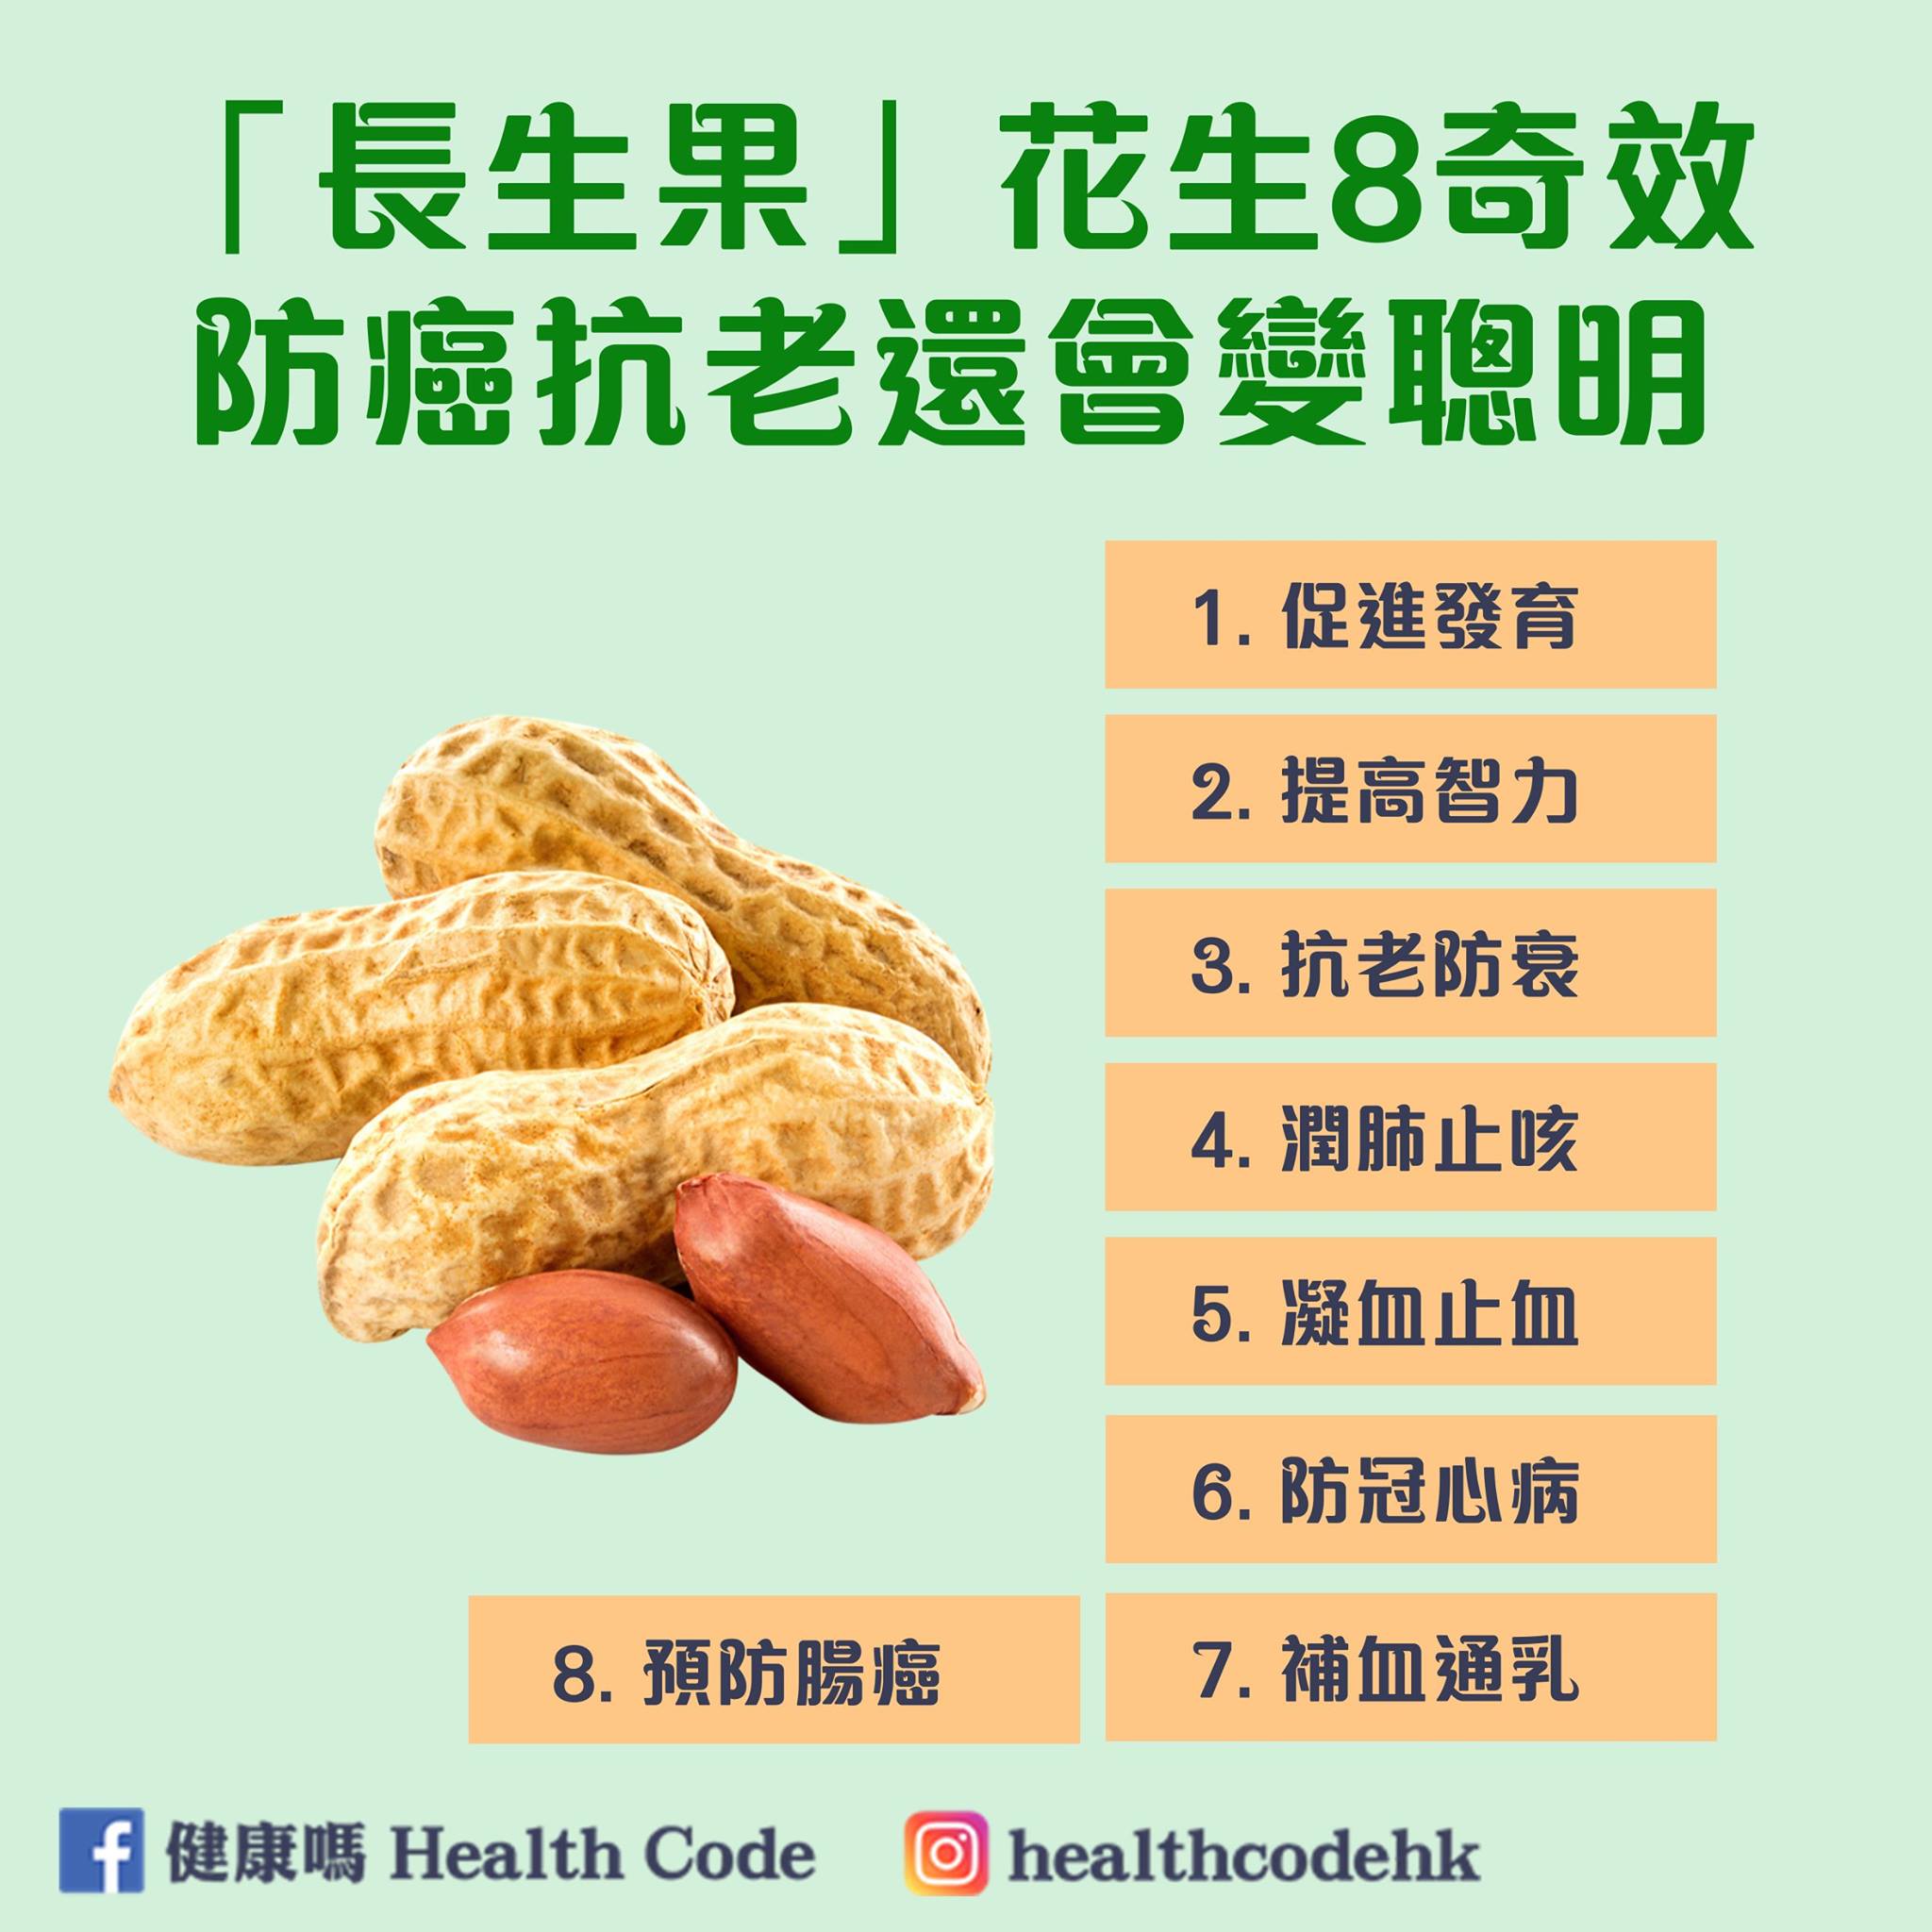 「長生果」花生8奇效
防癌抗老還會變聰明
1. 促進發育
2. 提高智力
3. 抗老防衰
4. 潤肺止咳
5. 凝血止血
6. 防冠心病
7. 補血通乳
8. 預防腸癌
健康嗎 Health Code
healthcodehk